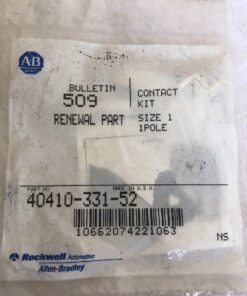 AB
BULLETIN
509
CONTACT
KIT
RENEWAL PART
SIZE 1
1POLE
PART NO
MADE IN U.S.A.
40410-331-52
10662074221063
NS
Rockwell Automation
Allen-Bradley